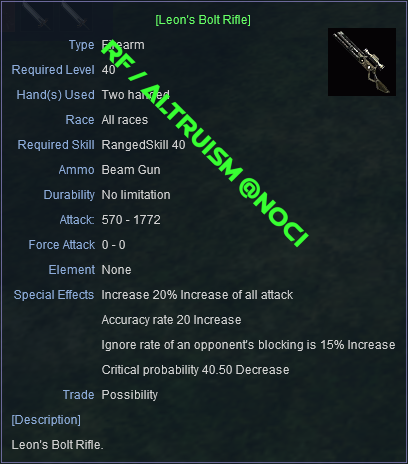 [Leon's Bolt Rifle]
Type Firearm
Required Level 40
Hand(s) Used Two handed
Race All races
Required Skill RangedSkill 40
Ammo Beam Gun
Durability No limitation
Attack: 570 - 1772
Force Attack 0 - 0
Element None
Special Effects Increase 20% Increase of all attack
Accuracy rate 20 Increase
Ignore rate of an opponent's blocking is 15% Increase
Critical probability 40.50 Decrease
Trade Possibility
[Description]
Leon's Bolt Rifle.
RF / ALTRUISM @NOCI